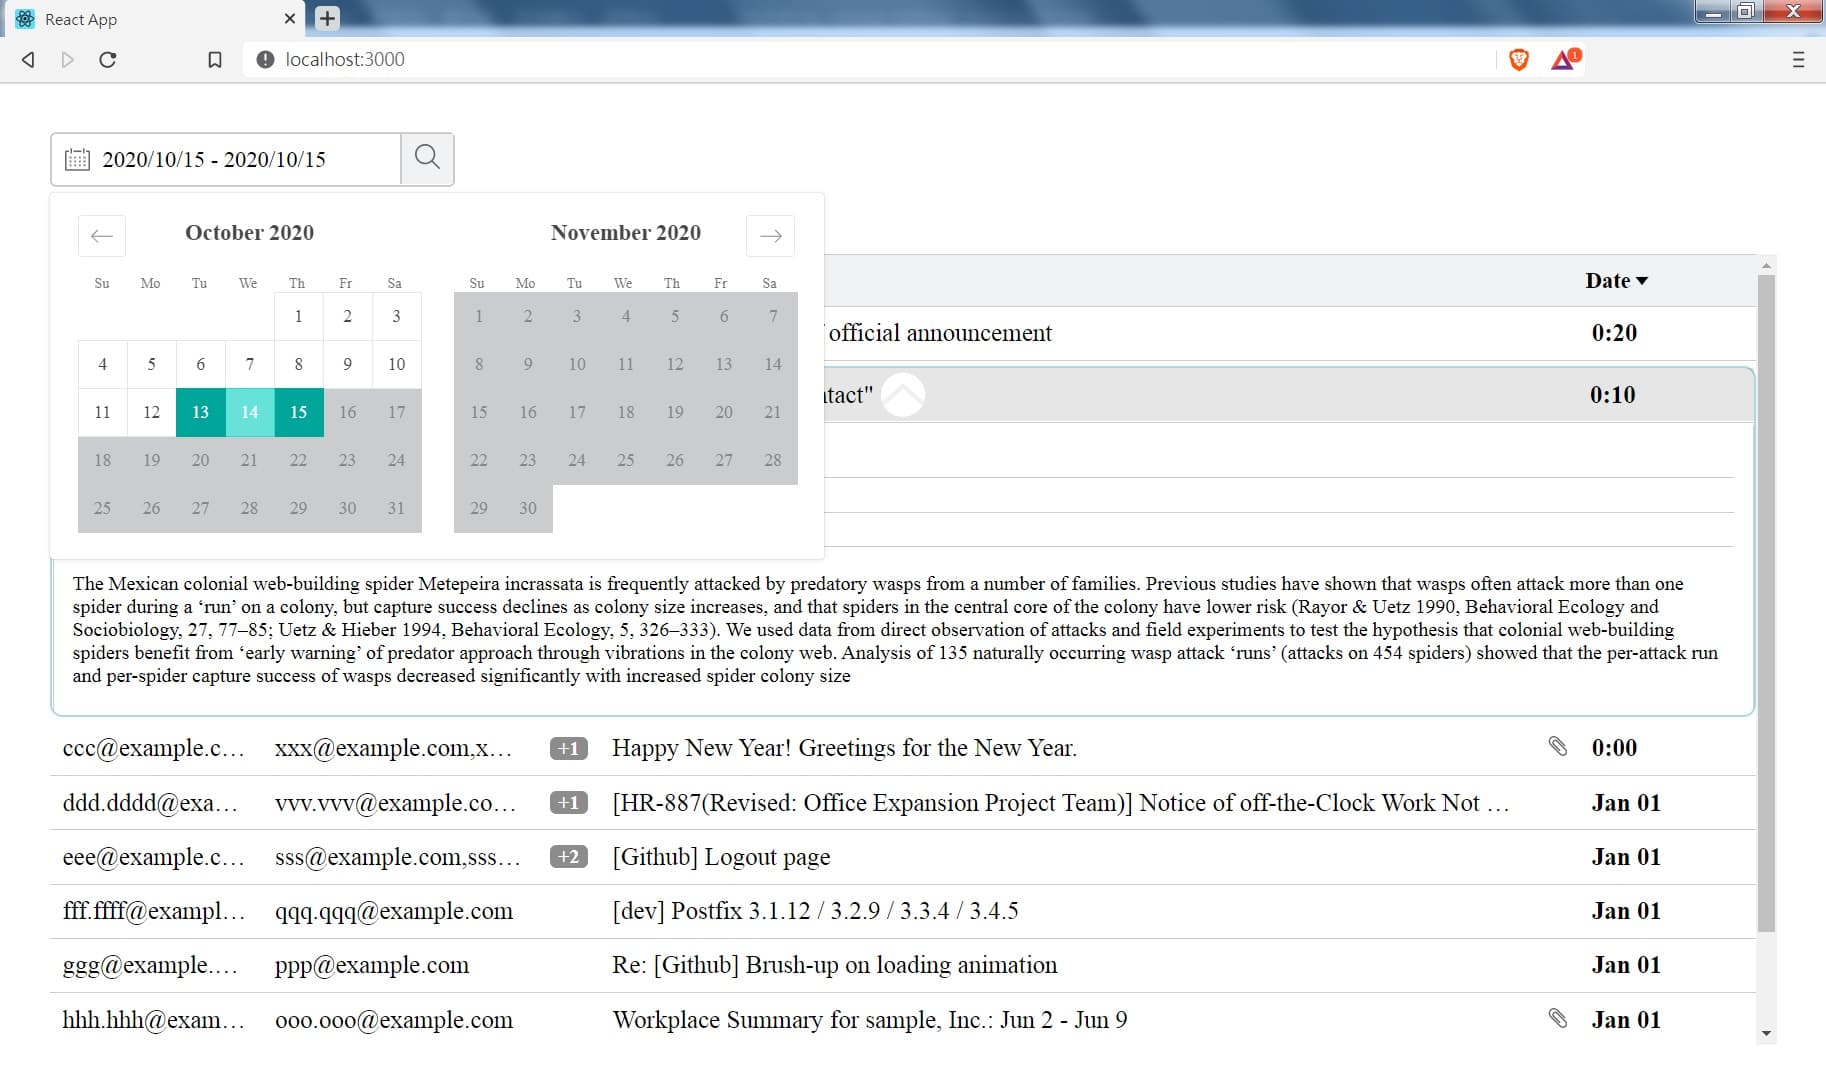 React App
localhost:3000
1
2020/10/15 - 2020/10/15
October 2020
Su Mo Tu We Th Fr Sa
1 2 3
4 5 6 7 8 9 10
11 12 13 14 15 16 17
18 19 20 21 22 23 24
25 26 27 28 29 30 31
November 2020
Su Mo Tu We Th Fr Sa
1 2 3 4 5 6 7
8 9 10 11 12 13 14
15 16 17 18 19 20 21
22 23 24 25 26 27 28
29 30
Date
official announcement 0:20
tact" 0:10
The Mexican colonial web-building spider Metepeira incrassata is frequently attacked by predatory wasps from a number of families. Previous studies have shown that wasps often attack more than one
spider during a ‘run’ on a colony, but capture success declines as colony size increases, and that spiders in the central core of the colony have lower risk (Rayor & Uetz 1990, Behavioral Ecology and
Sociobiology, 27, 77–85; Uetz & Hieber 1994, Behavioral Ecology, 5, 326–333). We used data from direct observation of attacks and field experiments to test the hypothesis that colonial web-building
spiders benefit from ‘early warning’ of predator approach through vibrations in the colony web. Analysis of 135 naturally occurring wasp attack ‘runs’ (attacks on 454 spiders) showed that the per-attack run
and per-spider capture success of wasps decreased significantly with increased spider colony size
ccc@example.c... xxx@example.com,x... +1 Happy New Year! Greetings for the New Year. 0:00
ddd.dddd@exa... vvv.vvv@example.co... +1 [HR-887(Revised: Office Expansion Project Team)] Notice of off-the-Clock Work Not ... Jan 01
eee@example.c... sss@example.com,sss... +2 [Github] Logout page Jan 01
fff.ffff@exampl... qqq.qqq@example.com [dev] Postfix 3.1.12 / 3.2.9 / 3.3.4 / 3.4.5 Jan 01
ggg@example.... ppp@example.com Re: [Github] Brush-up on loading animation Jan 01
hhh.hhh@exam... ooo.ooo@example.com Workplace Summary for sample, Inc.: Jun 2 - Jun 9 Jan 01